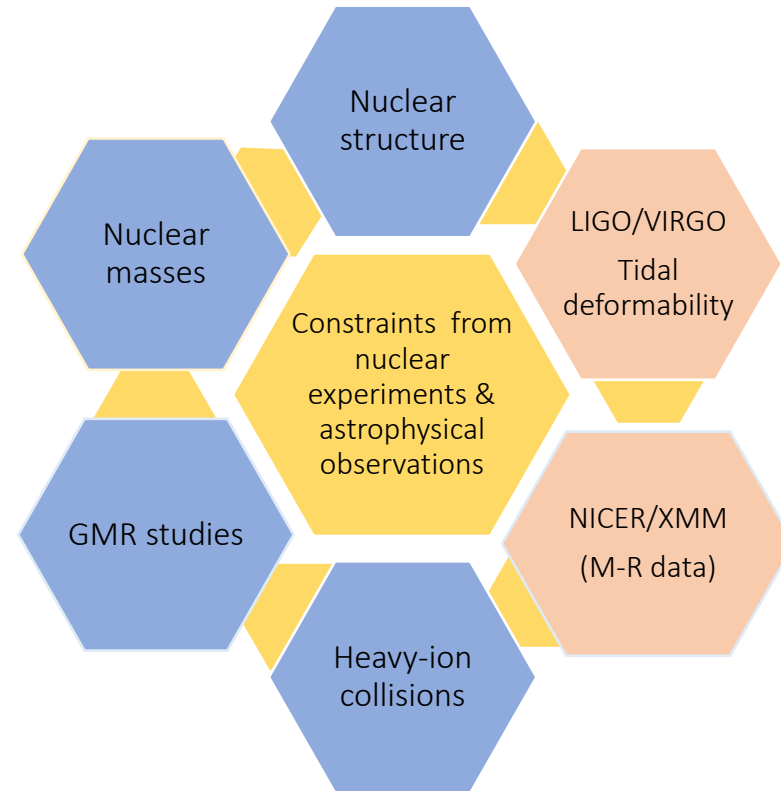 Nuclear
structure
Nuclear
masses
LIGO/VIRGO
Tidal
deformability
Constraints from
nuclear
experiments &
astrophysical
observations
GMR studies
NICER/XMM
(M-R data)
Heavy-ion
collisions